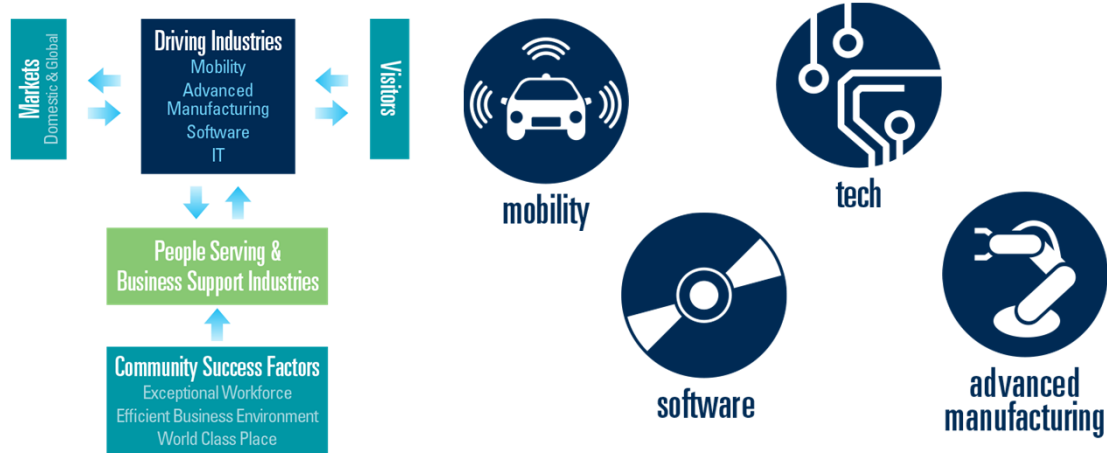 Markets
Domestic & Global
Driving Industries
Mobility
Advanced
Manufacturing
Software
IT
Visitors
People Serving &
Business Support Industries
Community Success Factors
Exceptional Workforce
Efficient Business Environment
World Class Place
mobility
tech
software
advanced
manufacturing